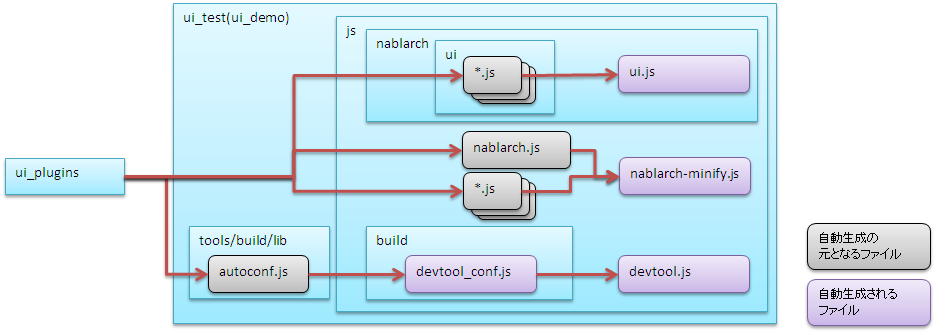 ui_test(ui_demo)
js
nablarch
ui
*.js
ui.js
ui_plugins
nablarch.js
*.js
nablarch-minify.js
tools/build/lib
autoconf.js
build
devtool_conf.js
devtool.js
自動生成の
元となるファイル
自動生成される
ファイル